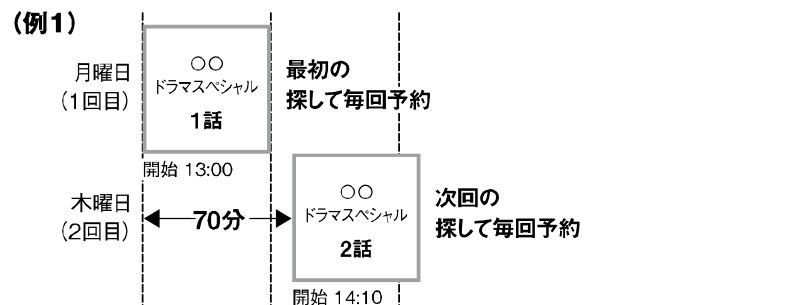 （例1）
月曜日
（1回目）
○○
ドラマスペシャル
1話
最初の
探して毎回予約
開始 13:00
木曜日
（2回目）
70分
○○
ドラマスペシャル
2話
次回の
探して毎回予約
開始 14:10